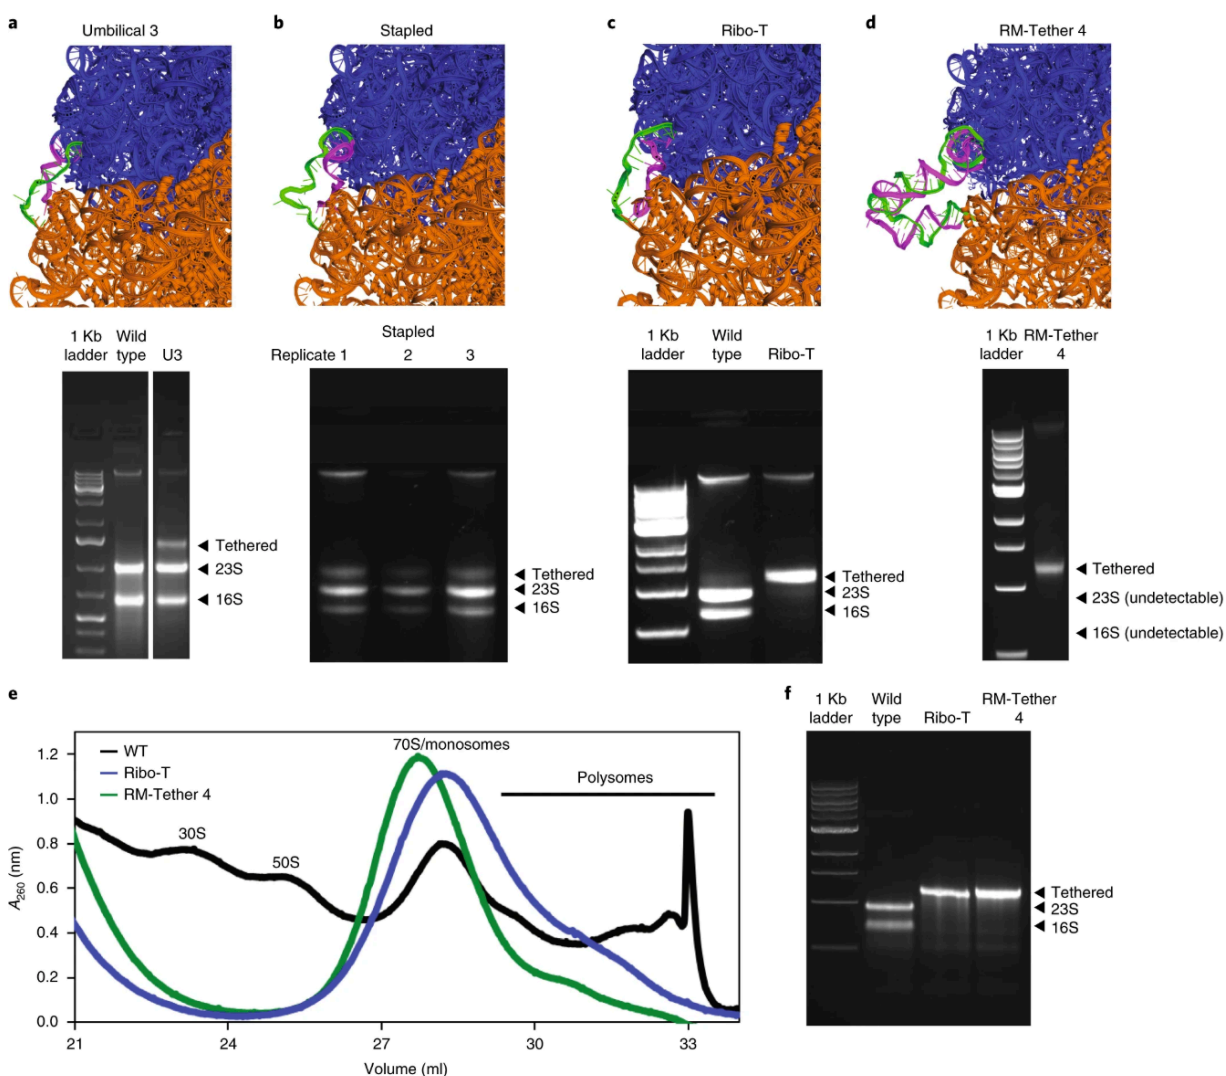 a
Umbilical 3
b
Stapled
c
Ribo-T
d
RM-Tether 4
1 Kb
ladder
Wild
type
U3
Tethered
23S
16S
Stapled
Replicate 1 2 3
Tethered
23S
16S
1 Kb
ladder
Wild
type
Ribo-T
Tethered
23S
16S
1 Kb
ladder
RM-Tether
4
Tethered
23S (undetectable)
16S (undetectable)
e
WT
Ribo-T
RM-Tether 4
30S
50S
70S/monosomes
Polysomes
A260 (nm)
1.2
1.0
0.8
0.6
0.4
0.2
0.0
21 24 27 30 33
Volume (ml)
f
1 Kb
ladder
Wild
type
Ribo-T
RM-Tether
4
Tethered
23S
16S